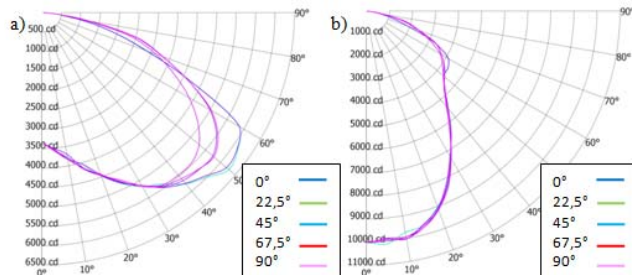 a)
500 cd
1000 cd
1500 cd
2000 cd
2500 cd
3000 cd
3500 cd
4000 cd
4500 cd
5000 cd
5500 cd
6000 cd
6500 cd
0°
10°
20°
30°
40°
50
60°
70°
80°
90°
0°
22,5°
45°
67,5°
90°
b)
1000 cd
2000 cd
3000 cd
4000 cd
5000 cd
6000 cd
7000 cd
8000 cd
9000 cd
10000 cd
11000 cd
0°
10°
20°
30°
40°
60°
70°
80°
90°
0°
22,5°
45°
67,5°
90°